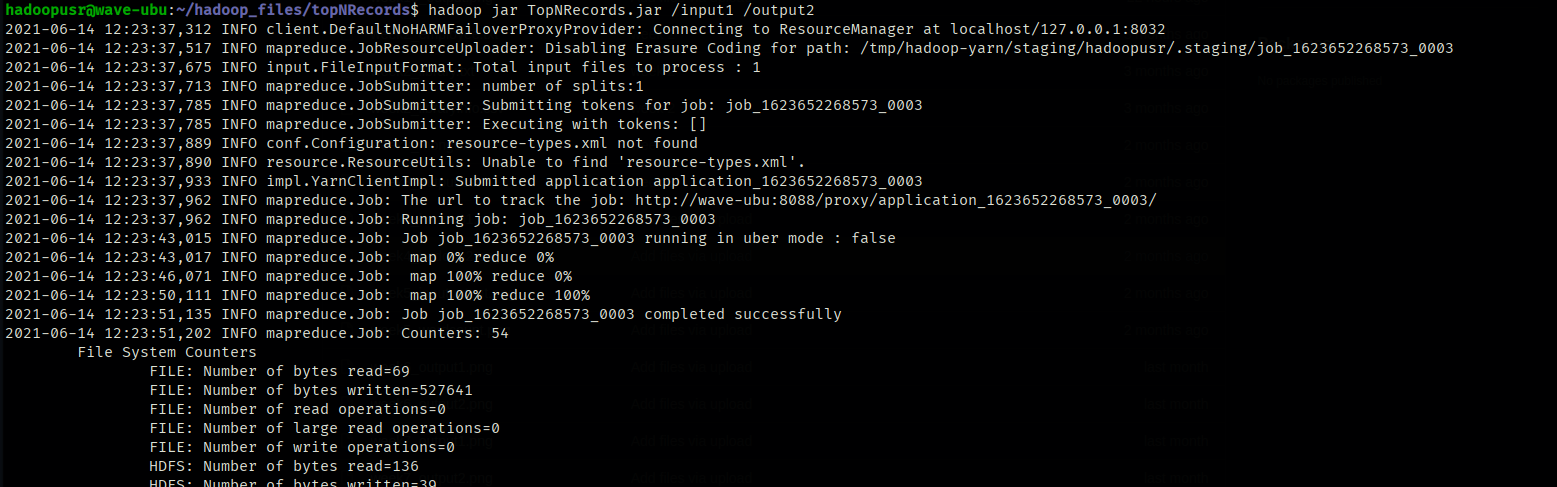 hadoopusr@wave-ubu:~/hadoop_files/topNRecords$ hadoop jar TopNRecords.jar /input1 /output2
2021-06-14 12:23:37,312 INFO client.DefaultNoHARMFailoverProxyProvider: Connecting to ResourceManager at localhost/127.0.0.1:8032
2021-06-14 12:23:37,517 INFO mapreduce.JobResourceUploader: Disabling Erasure Coding for path: /tmp/hadoop-yarn/staging/hadoopusr/.staging/job_1623652268573_0003
2021-06-14 12:23:37,675 INFO input.FileInputFormat: Total input files to process : 1
2021-06-14 12:23:37,713 INFO mapreduce.JobSubmitter: number of splits:1
2021-06-14 12:23:37,785 INFO mapreduce.JobSubmitter: Submitting tokens for job: job_1623652268573_0003
2021-06-14 12:23:37,785 INFO mapreduce.JobSubmitter: Executing with tokens: []
2021-06-14 12:23:37,889 INFO conf.Configuration: resource-types.xml not found
2021-06-14 12:23:37,890 INFO resource.ResourceUtils: Unable to find 'resource-types.xml'.
2021-06-14 12:23:37,933 INFO impl.YarnClientImpl: Submitted application application_1623652268573_0003
2021-06-14 12:23:37,962 INFO mapreduce.Job: The url to track the job: http://wave-ubu:8088/proxy/application_1623652268573_0003/
2021-06-14 12:23:37,962 INFO mapreduce.Job: Running job: job_1623652268573_0003
2021-06-14 12:23:43,015 INFO mapreduce.Job: Job job_1623652268573_0003 running in uber mode : false
2021-06-14 12:23:43,017 INFO mapreduce.Job:  map 0% reduce 0%
2021-06-14 12:23:46,071 INFO mapreduce.Job:  map 100% reduce 0%
2021-06-14 12:23:50,111 INFO mapreduce.Job:  map 100% reduce 100%
2021-06-14 12:23:51,135 INFO mapreduce.Job: Job job_1623652268573_0003 completed successfully
2021-06-14 12:23:51,202 INFO mapreduce.Job: Counters: 54
File System Counters
FILE: Number of bytes read=69
FILE: Number of bytes written=527641
FILE: Number of read operations=0
FILE: Number of large read operations=0
FILE: Number of write operations=0
HDFS: Number of bytes read=136
HDFS: Number of bytes written=39